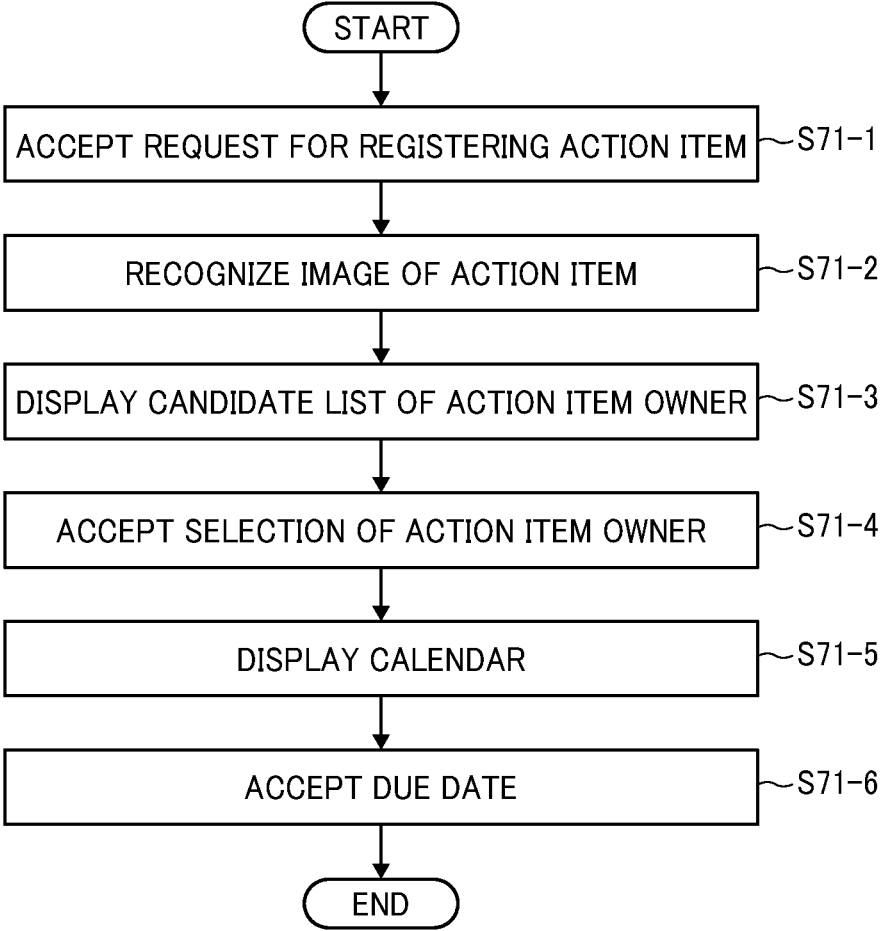 START
ACCEPT REQUEST FOR REGISTERING ACTION ITEM S71-1
RECOGNIZE IMAGE OF ACTION ITEM S71-2
DISPLAY CANDIDATE LIST OF ACTION ITEM OWNER S71-3
ACCEPT SELECTION OF ACTION ITEM OWNER S71-4
DISPLAY CALENDAR S71-5
ACCEPT DUE DATE S71-6
END